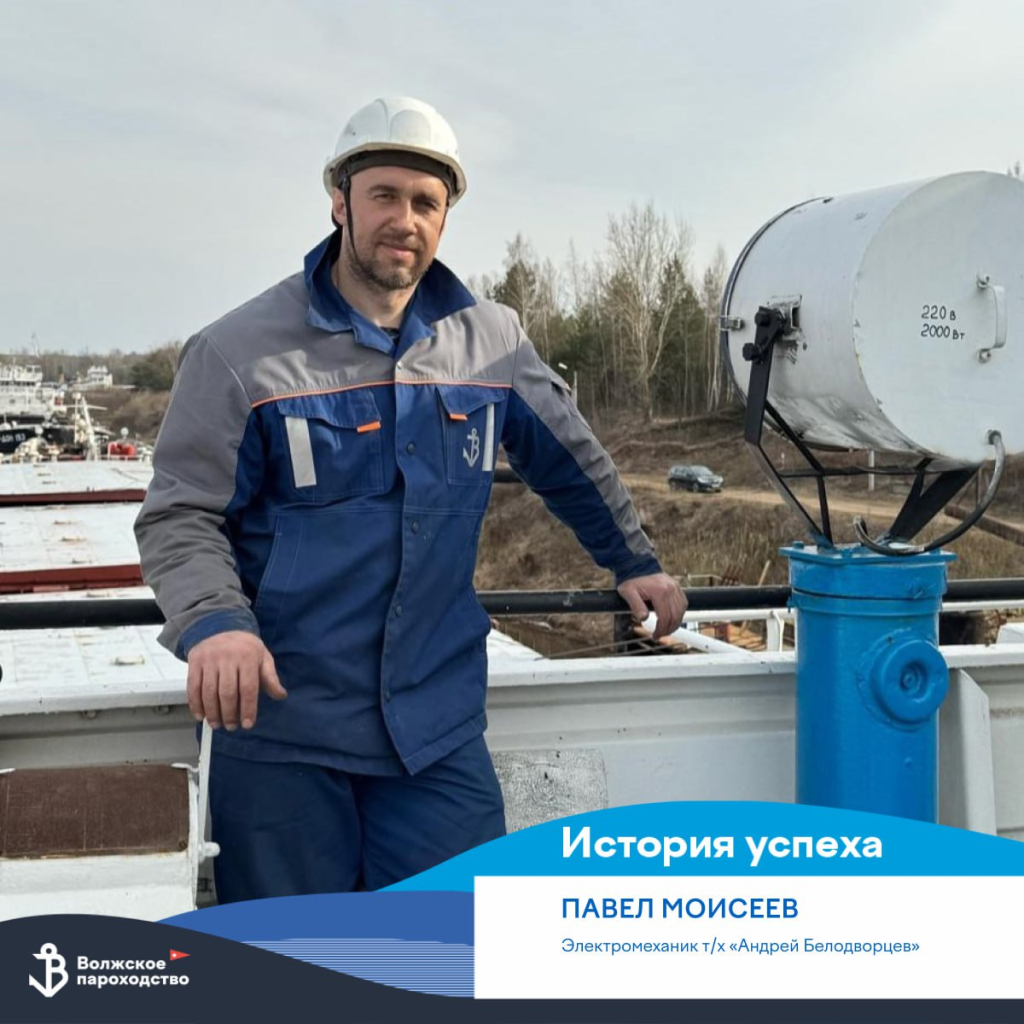 220 в
2000 Вт
История успеха
ПАВЕЛ МОИСЕЕВ
Электромеханик т/х «Андрей Белодворцев»
Волжское
пароходство